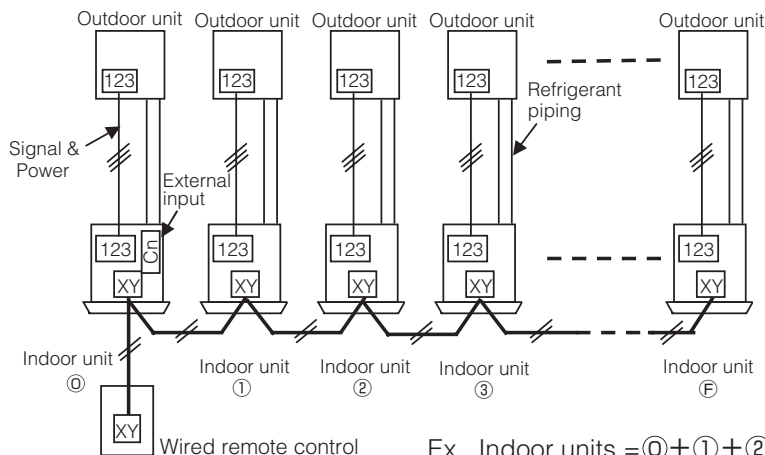 Outdoor unit Outdoor unit Outdoor unit Outdoor unit Outdoor unit
123 123 123 123 123
Refrigerant
piping
Signal &
Power
External
input
Cn
123 123 123 123 123
XY XY XY XY XY
Indoor unit
⓪
Indoor unit
①
Indoor unit
②
Indoor unit
③
Indoor unit
Ⓕ
XY
Wired remote control
Ex. Indoor units =⓪+①+②